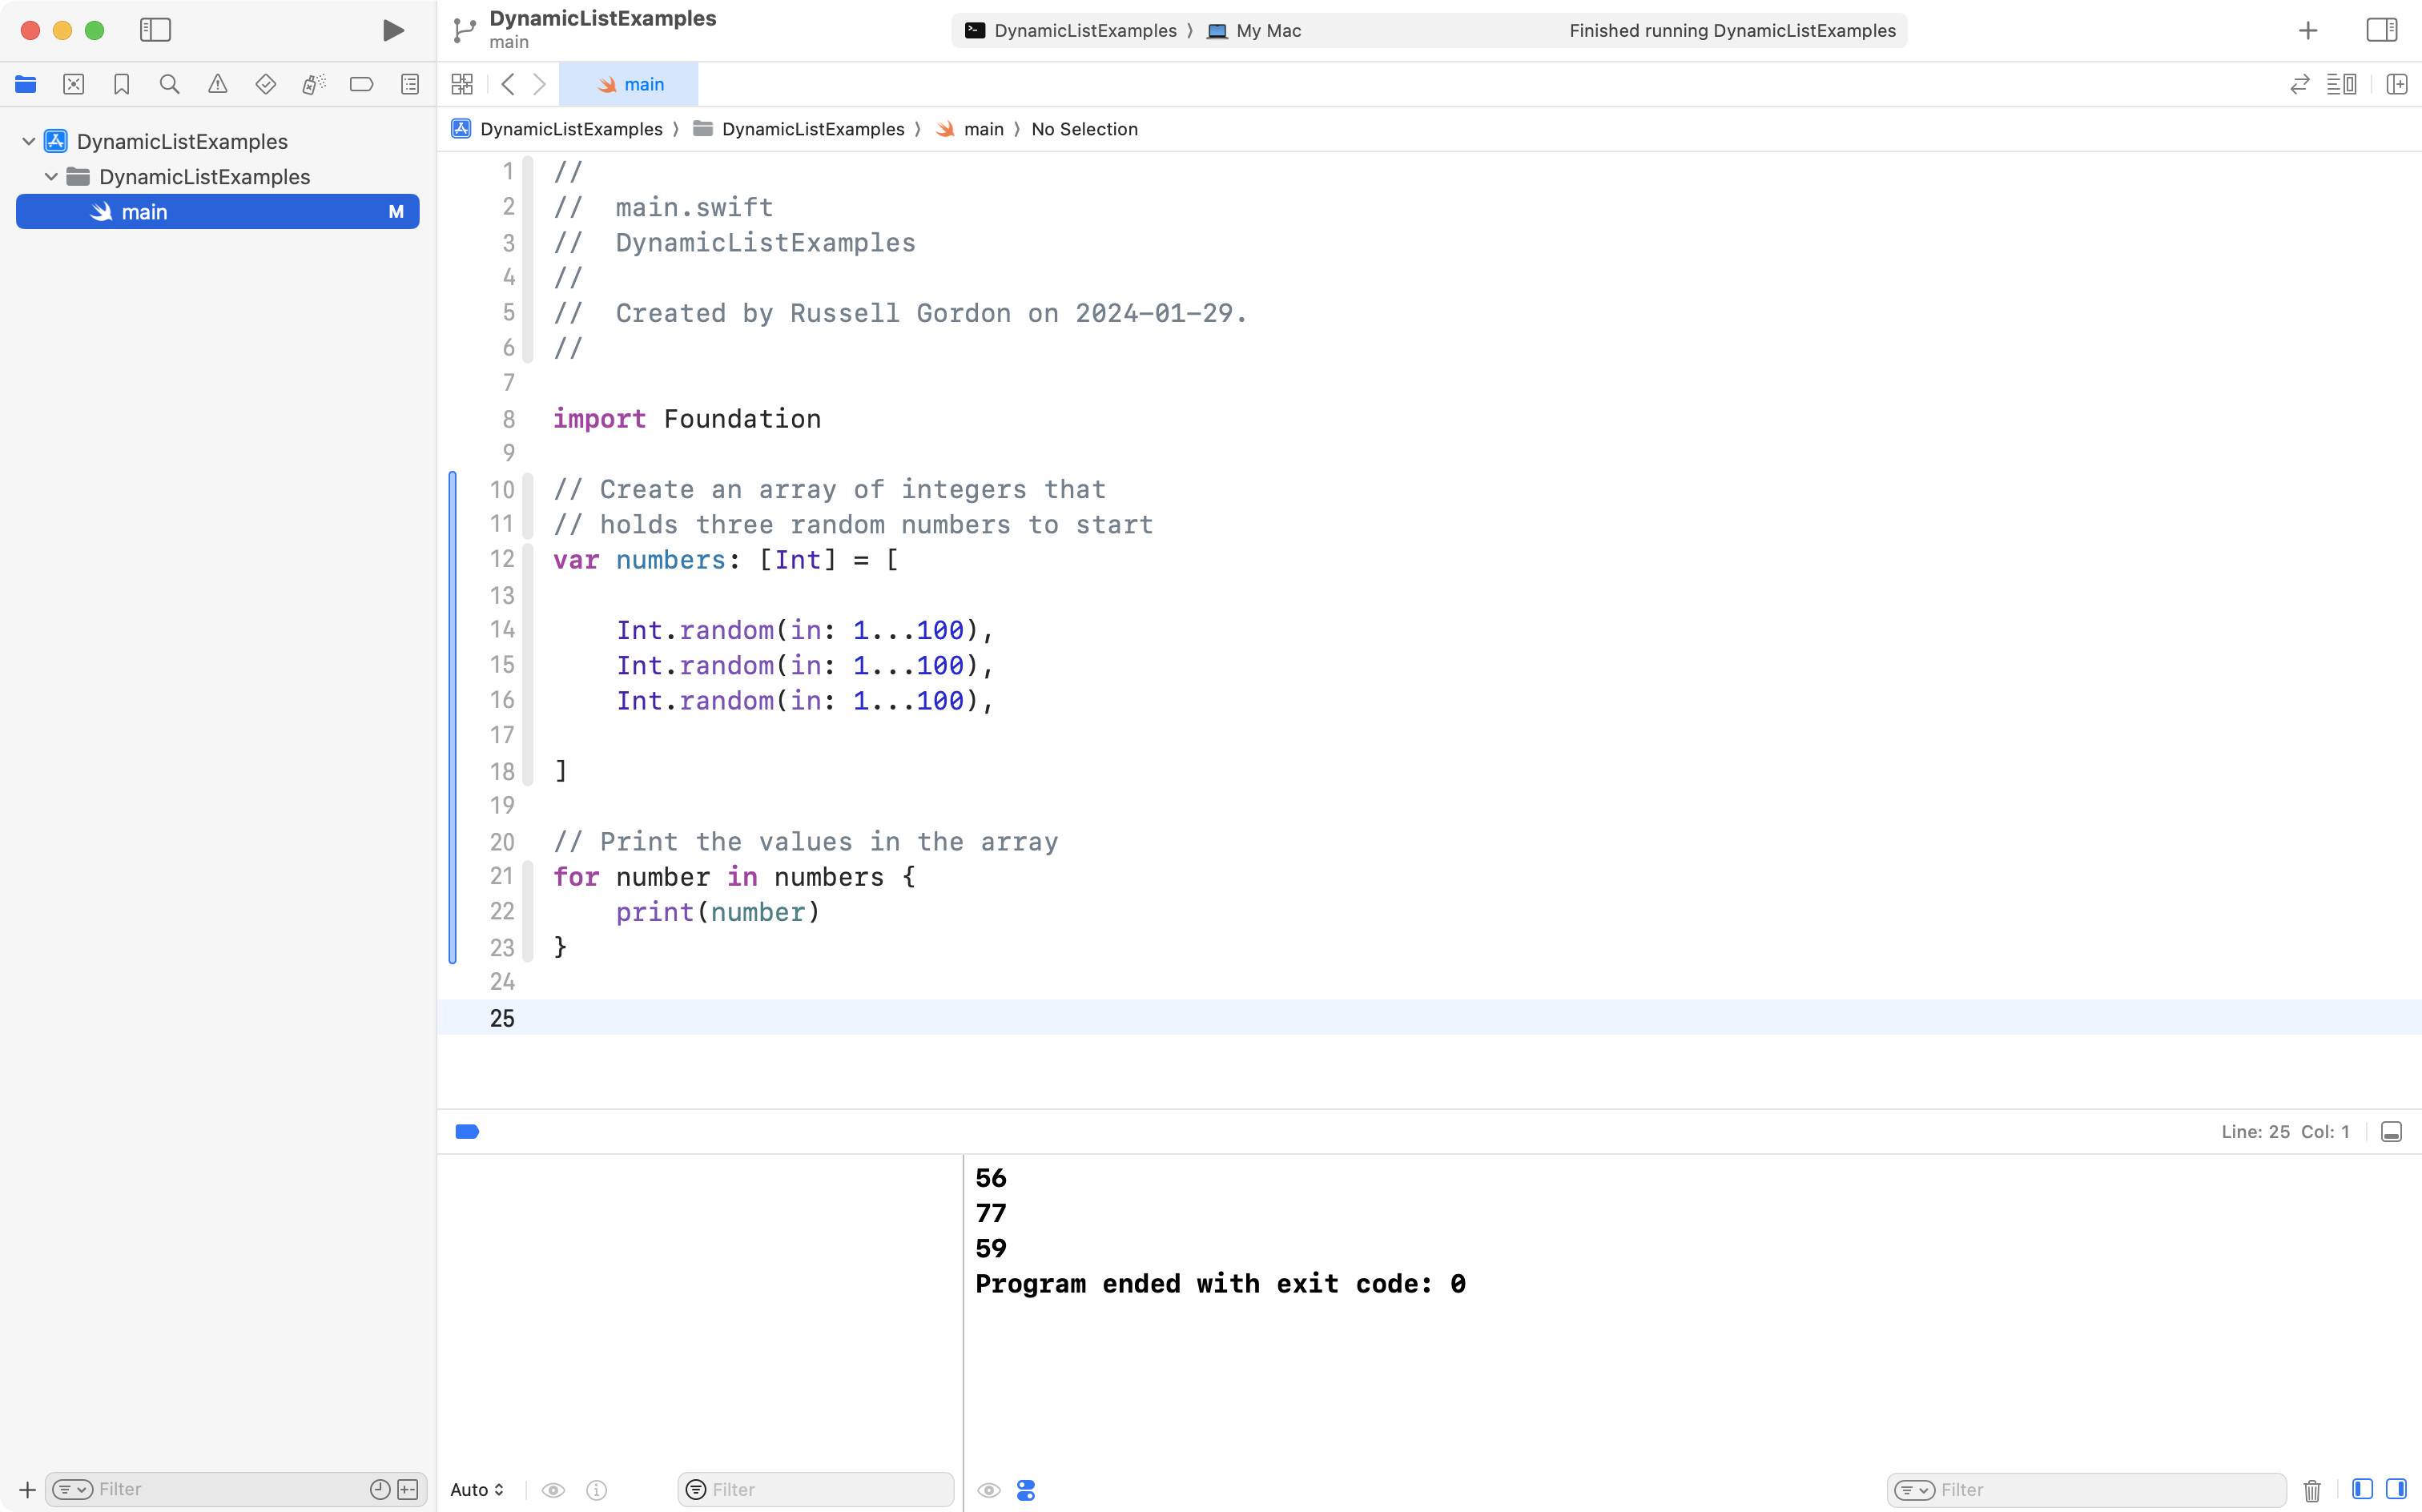 DynamicListExamples
main
DynamicListExamples ⟩ My Mac
Finished running DynamicListExamples
main
DynamicListExamples ⟩ DynamicListExamples ⟩ main ⟩ No Selection
DynamicListExamples
DynamicListExamples
main M
1 //
2 //  main.swift
3 //  DynamicListExamples
4 //
5 //  Created by Russell Gordon on 2024-01-29.
6 //
7
8 import Foundation
9
10 // Create an array of integers that
11 // holds three random numbers to start
12 var numbers: [Int] = [
13
14     Int.random(in: 1...100),
15     Int.random(in: 1...100),
16     Int.random(in: 1...100),
17
18 ]
19
20 // Print the values in the array
21 for number in numbers {
22     print(number)
23 }
24
25
Line: 25  Col: 1
56
77
59
Program ended with exit code: 0
Filter
Auto
Filter
Filter